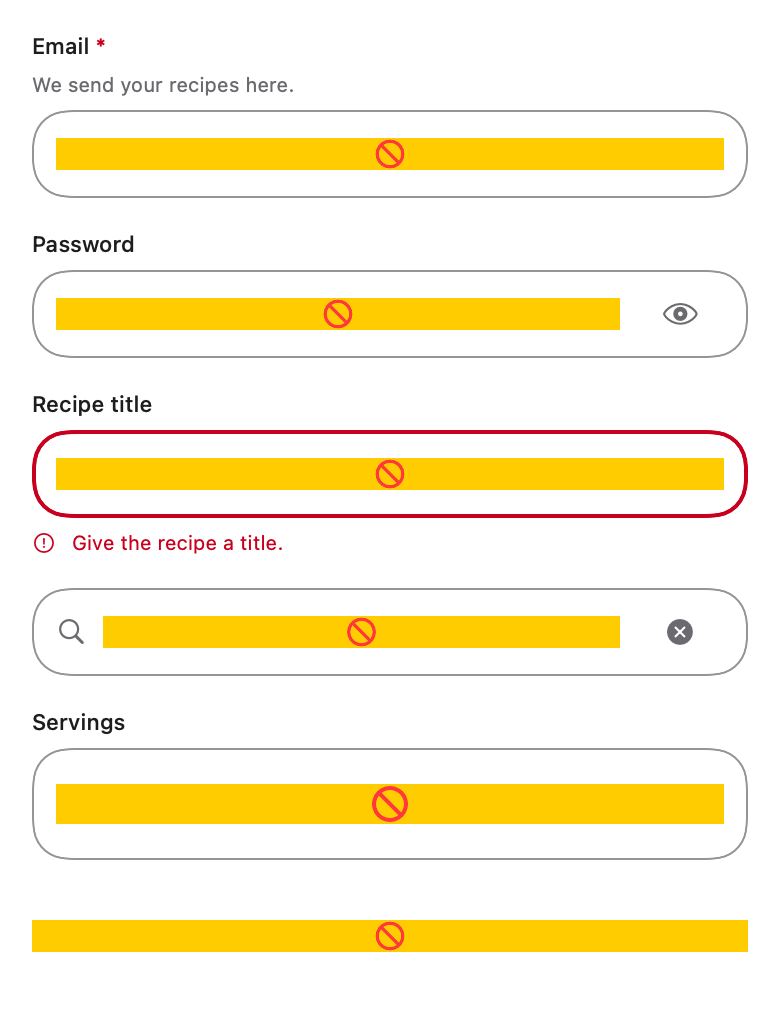 Email *
We send your recipes here.
Password
Recipe title
Give the recipe a title.
Servings